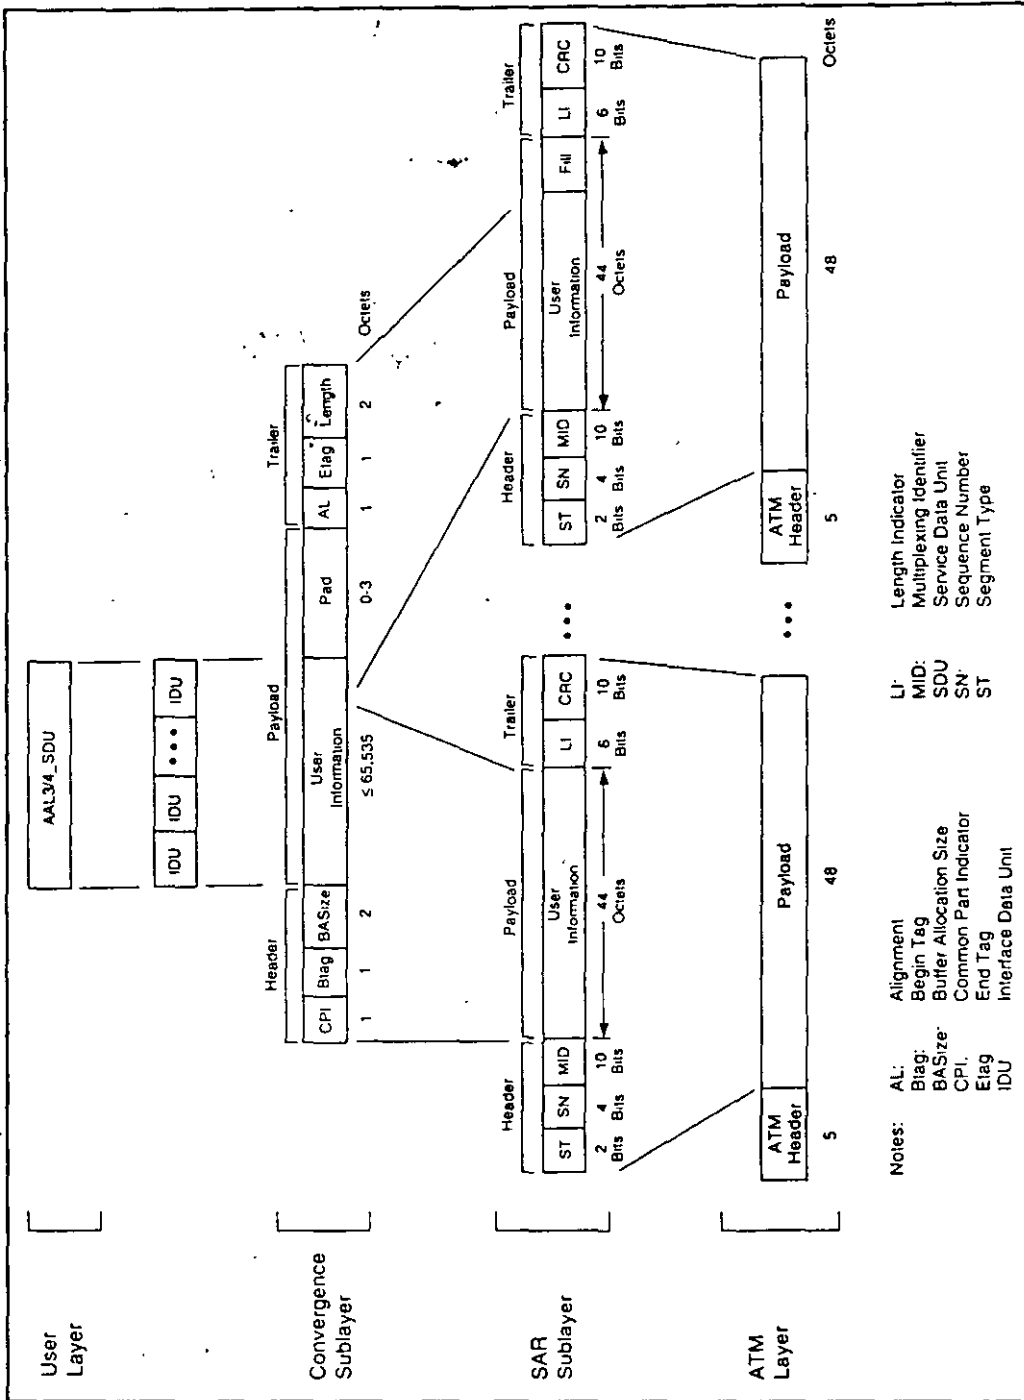 User
Layer
AAL3/4_SDU
IDU IDU ••• IDU
Convergence
Sublayer
Header Payload Trailer
CPI Btag BASize User Information Pad AL Etag Length
1 1 2 ≤ 65,535 0-3 1 1 2 Octets
SAR
Sublayer
Header Payload Trailer Header Payload Trailer
ST SN MID User Information LI CRC ••• ST SN MID User Information Fill LI CRC
2 Bits 4 Bits 10 Bits 44 Octets 6 Bits 10 Bits 2 Bits 4 Bits 10 Bits 44 Octets 6 Bits 10 Bits
ATM
Layer
ATM Header Payload ••• ATM Header Payload
5 48 5 48 Octets
Notes: AL: Alignment LI: Length Indicator
Btag: Begin Tag MID: Multiplexing Identifier
BASize: Buffer Allocation Size SDU Service Data Unit
CPI. Common Part Indicator SN: Sequence Number
Etag End Tag ST Segment Type
IDU Interface Data Unit